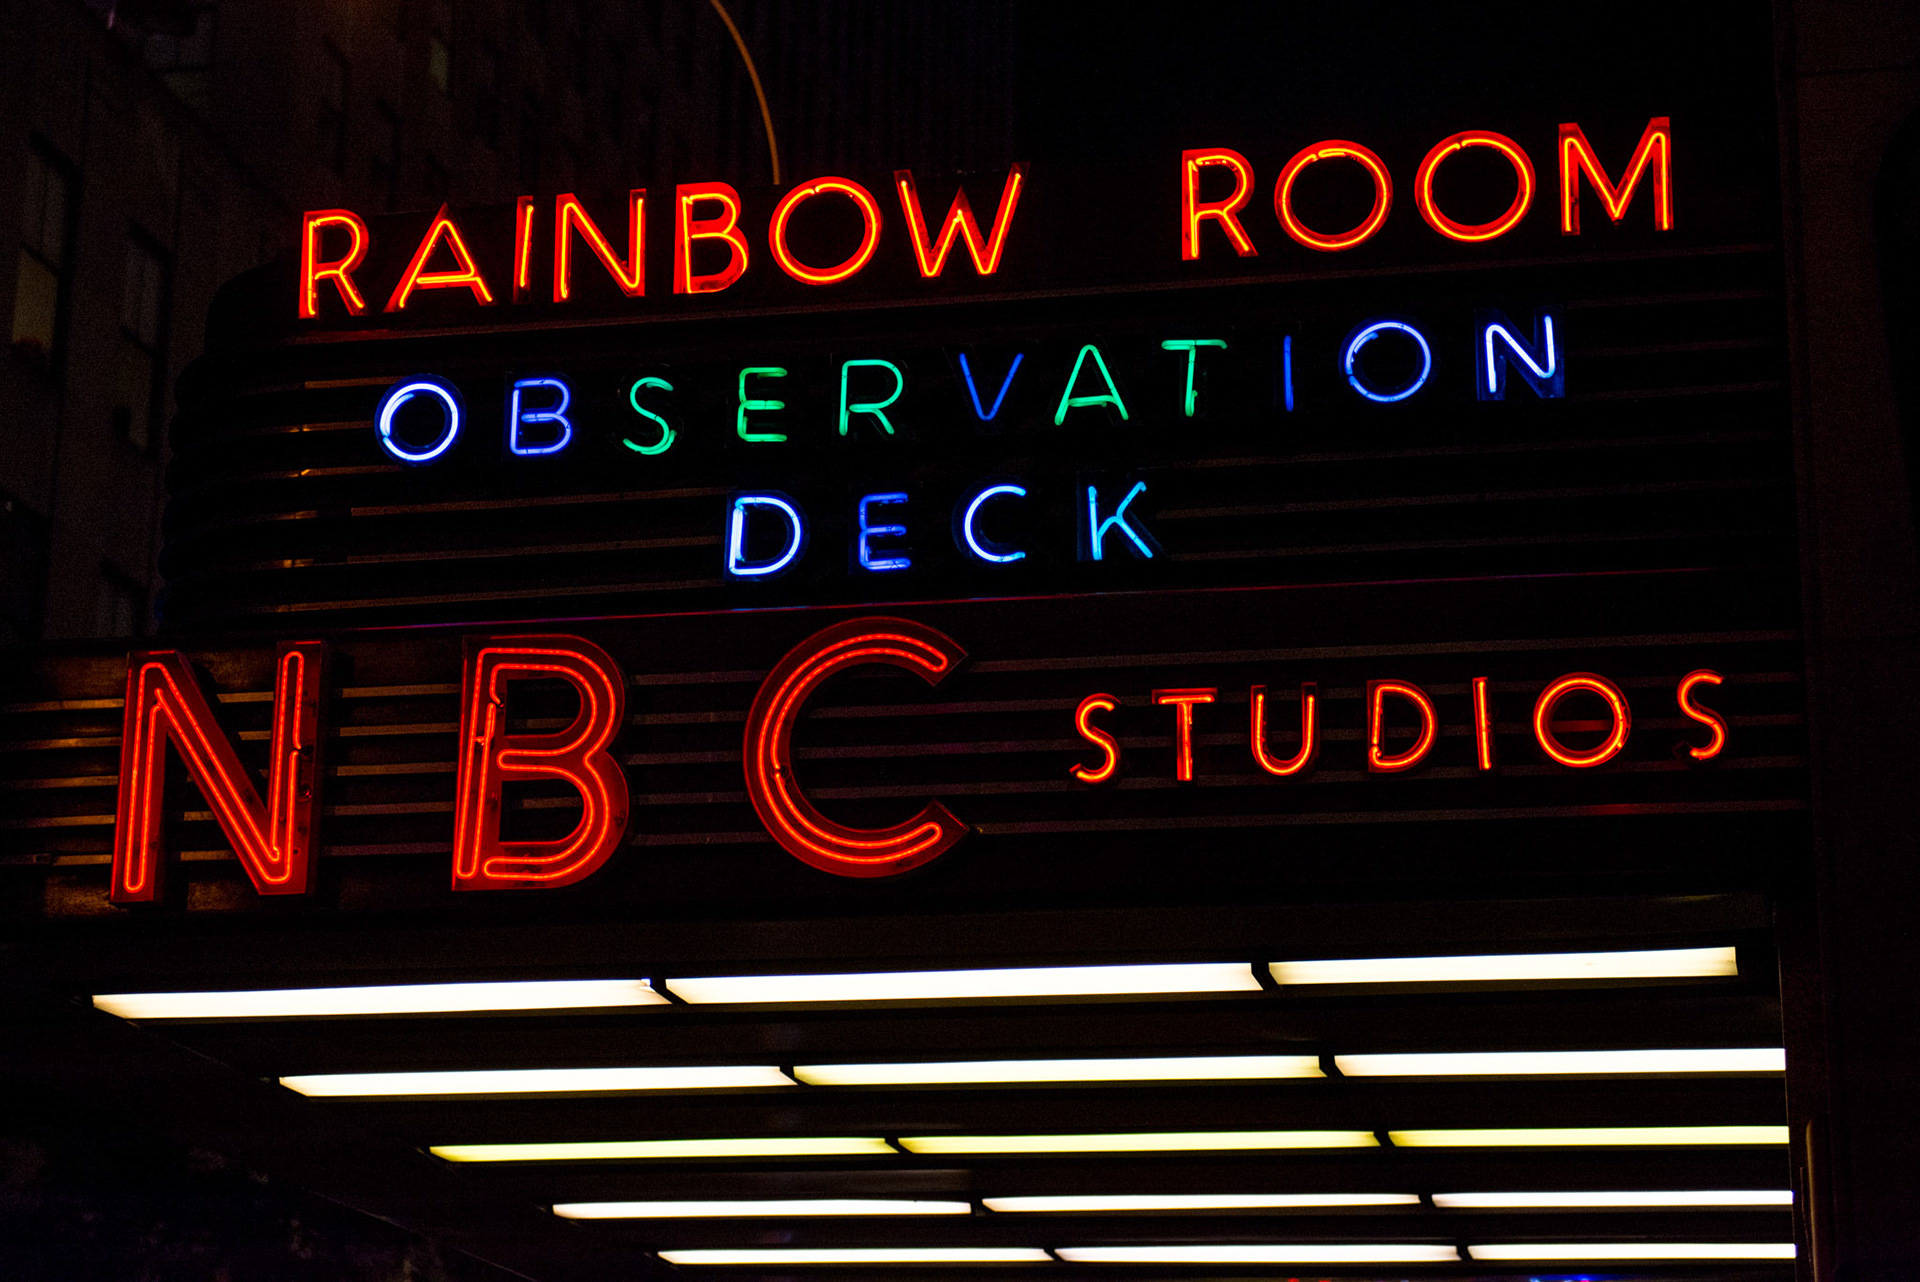 RAINBOW ROOM
OBSERVATION
DECK
NBC STUDIOS